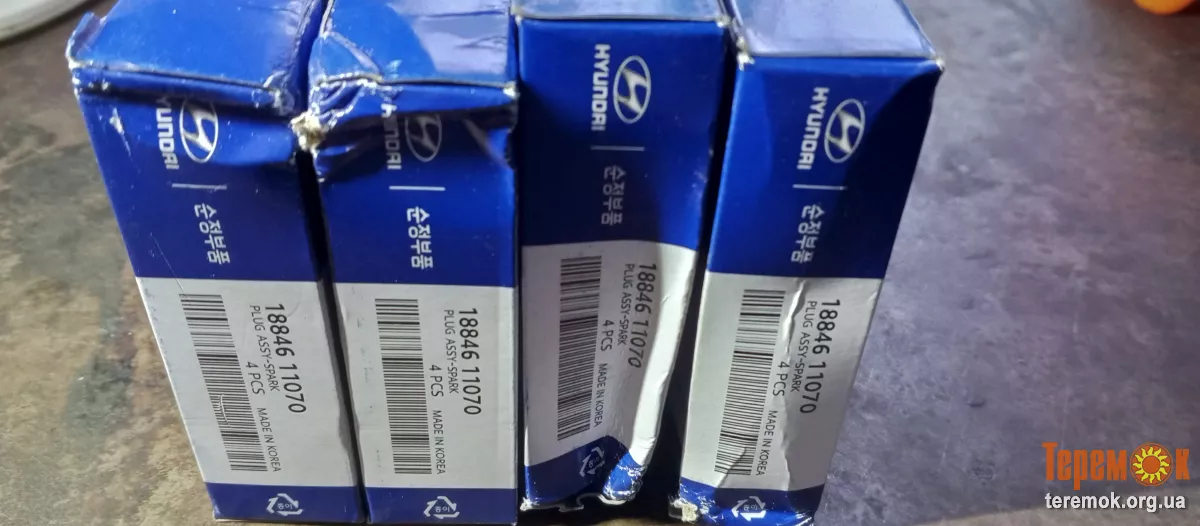 HYUNDAI
순정부품
18846 11070
PLUG ASSY-SPARK
4 PCS MADE IN KOREA
HYUNDAI
순정부품
18846 11070
PLUG ASSY-SPARK
4 PCS MADE IN KOREA
HYUNDAI
순정부품
18846 11070
PLUG ASSY-SPARK
4 PCS MADE IN KOREA
HYUNDAI
순정부품
18846 11070
PLUG ASSY-SPARK
4 PCS MADE IN KOREA
Теремок
teremok.org.ua